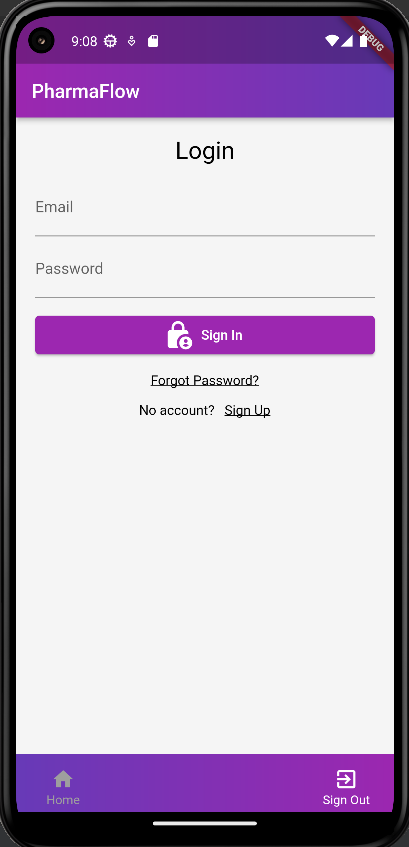 9:08
DEBUG
PharmaFlow
Login
Email
Password
Sign In
Forgot Password?
No account? Sign Up
Home Sign Out